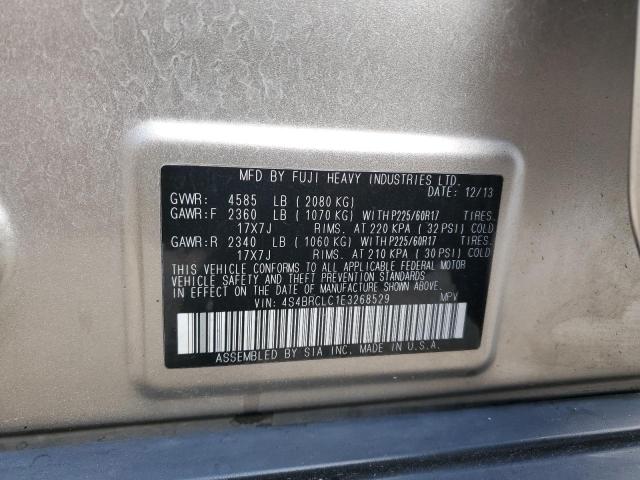 MFD BY FUJI HEAVY INDUSTRIES LTD.
DATE: 12/13
GVWR: 4585 LB ( 2080 KG)
GAWR:F 2360 LB ( 1070 KG) WITH P225/60R17 TIRES.
17X7J RIMS. AT 220 KPA ( 32 PSI) COLD
GAWR:R 2340 LB ( 1060 KG) WITH P225/60R17 TIRES.
17X7J RIMS. AT 210 KPA ( 30 PSI) COLD
THIS VEHICLE CONFORMS TO ALL APPLICABLE FEDERAL MOTOR
VEHICLE SAFETY AND THEFT PREVENTION STANDARDS
IN EFFECT ON THE DATE OF MANUFACTURE SHOWN ABOVE.
VIN: 4S4BRCLC1E3268529 MPV
ASSEMBLED BY SIA INC. MADE IN U.S.A.